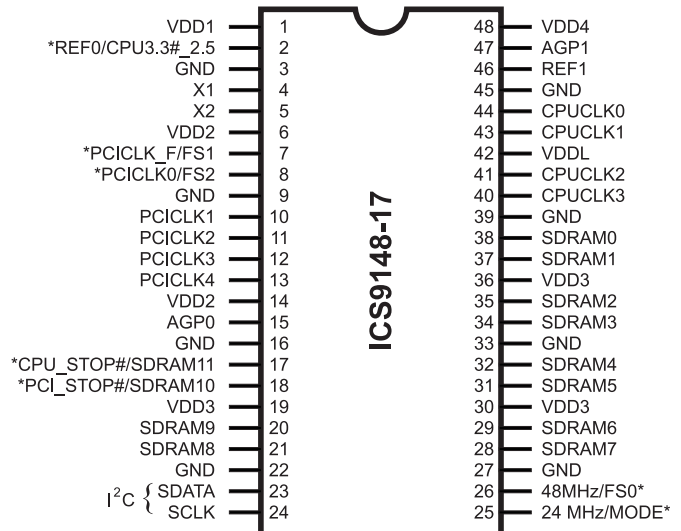 VDD1 1 48 VDD4
*REF0/CPU3.3#_2.5 2 47 AGP1
GND 3 46 REF1
X1 4 45 GND
X2 5 44 CPUCLK0
VDD2 6 43 CPUCLK1
*PCICLK_F/FS1 7 42 VDDL
*PCICLK0/FS2 8 41 CPUCLK2
GND 9 40 CPUCLK3
PCICLK1 10 39 GND
PCICLK2 11 38 SDRAM0
PCICLK3 12 37 SDRAM1
PCICLK4 13 36 VDD3
VDD2 14 35 SDRAM2
AGP0 15 34 SDRAM3
GND 16 33 GND
*CPU_STOP#/SDRAM11 17 32 SDRAM4
*PCI_STOP#/SDRAM10 18 31 SDRAM5
VDD3 19 30 VDD3
SDRAM9 20 29 SDRAM6
SDRAM8 21 28 SDRAM7
GND 22 27 GND
I²C { SDATA 23 26 48MHz/FS0*
SCLK 24 25 24 MHz/MODE*
ICS9148-17